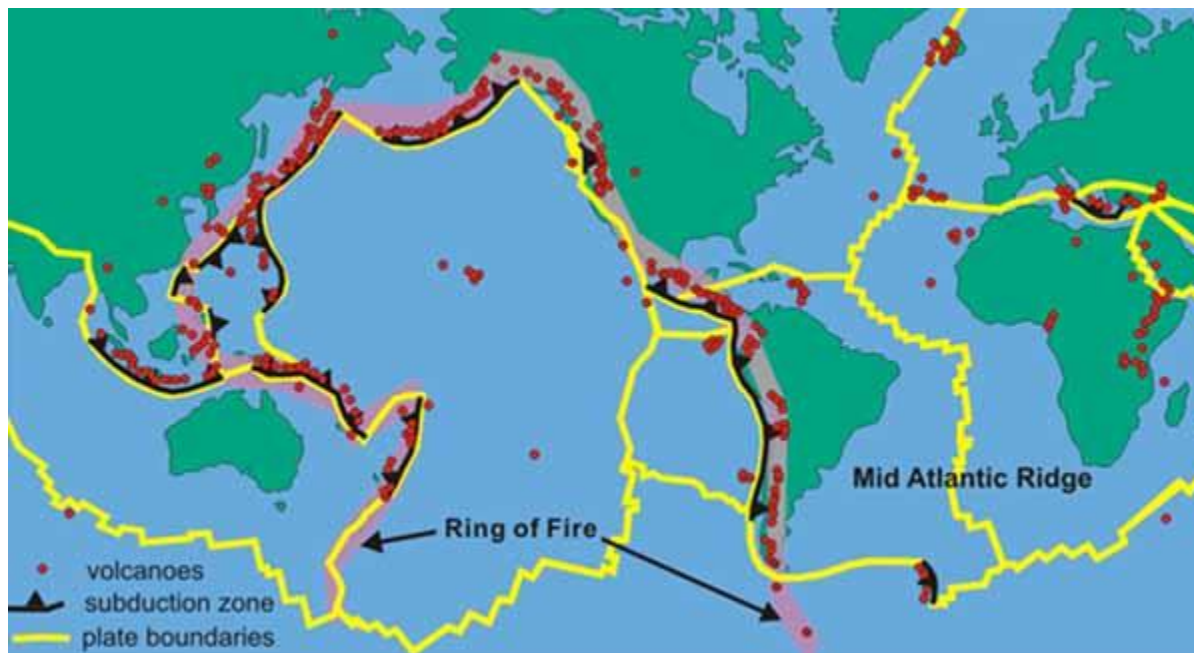 Mid Atlantic Ridge
Ring of Fire
volcanoes
subduction zone
plate boundaries